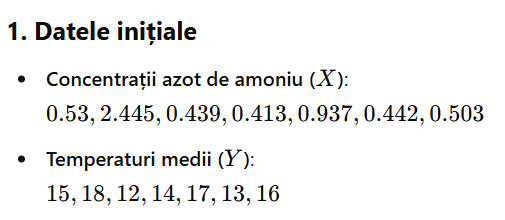 1. Datele inițiale
• Concentrații azot de amoniu (X):
0.53, 2.445, 0.439, 0.413, 0.937, 0.442, 0.503
• Temperaturi medii (Y):
15, 18, 12, 14, 17, 13, 16